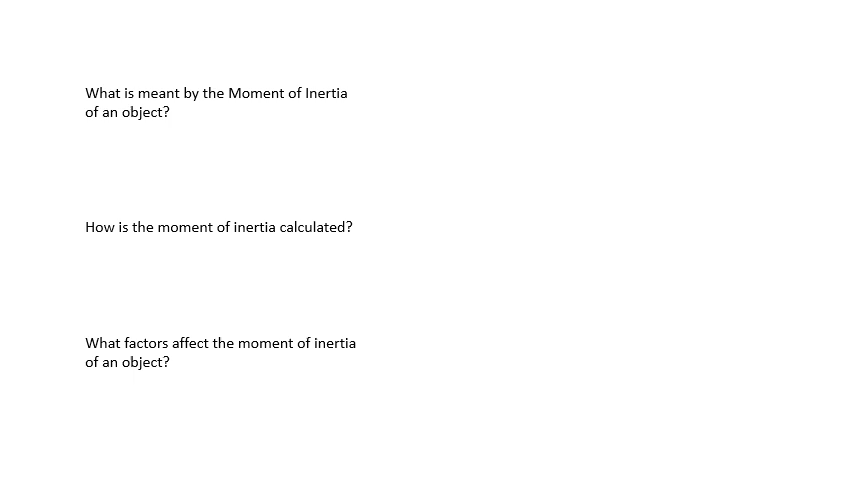 What is meant by the Moment of Inertia
of an object?
How is the moment of inertia calculated?
What factors affect the moment of inertia
of an object?